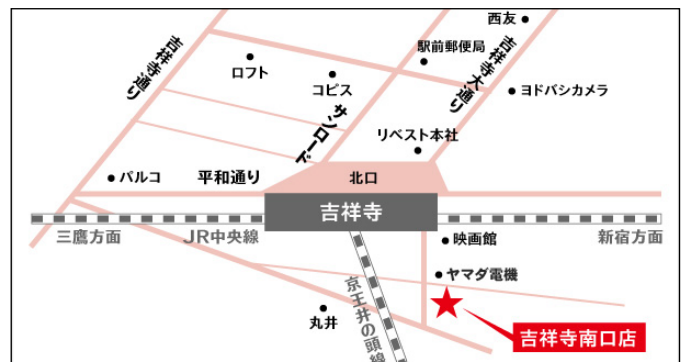 西友
駅前郵便局
吉祥寺大通り
吉祥寺通り
ロフト
コピス
ヨドバシカメラ
サンロード
リベスト本社
パルコ
平和通り
北口
吉祥寺
三鷹方面
JR中央線
映画館
新宿方面
ヤマダ電機
京王井の頭線
丸井
吉祥寺南口店